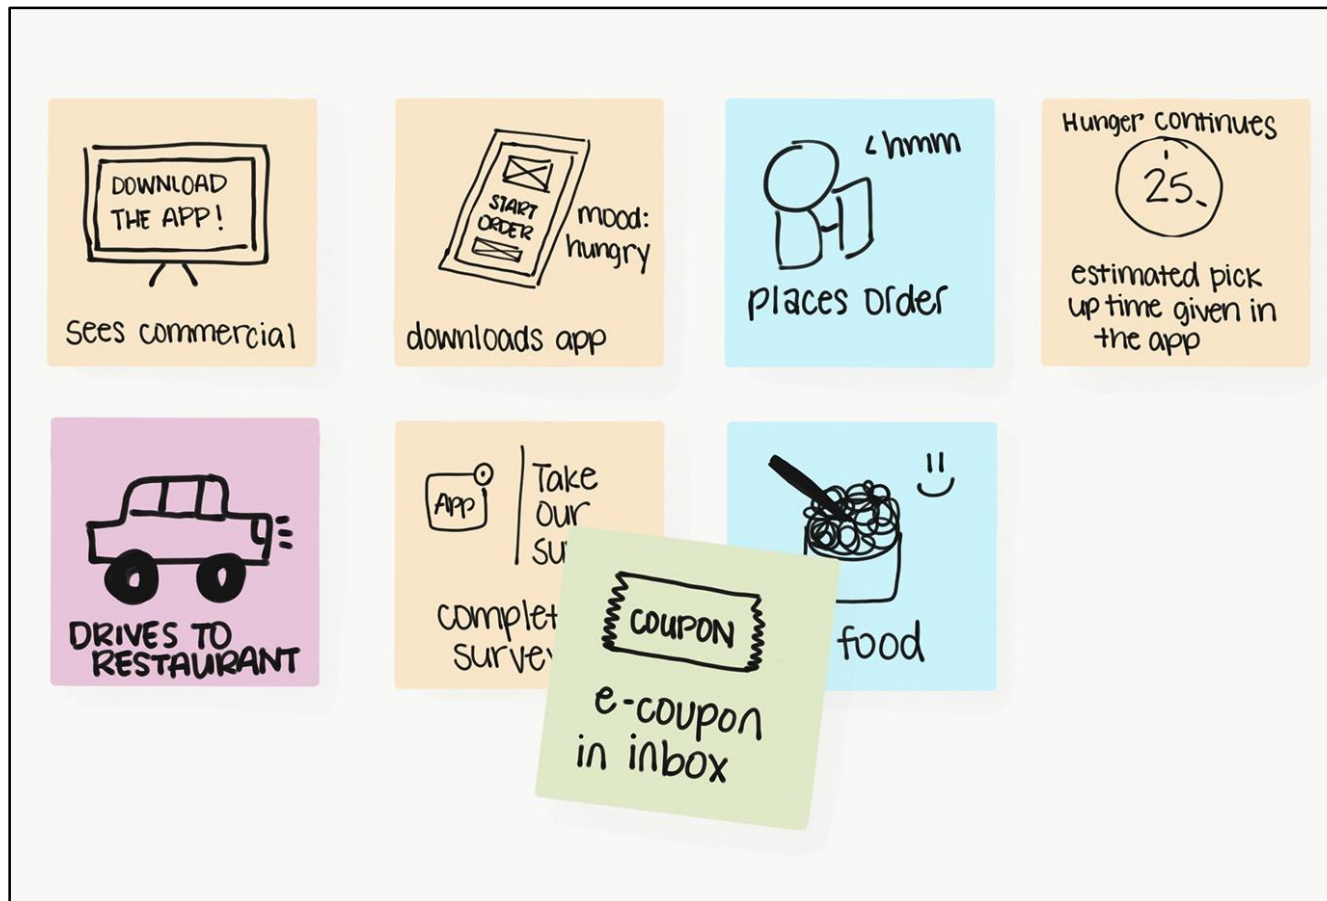 DOWNLOAD
THE APP!
sees commercial
START
ORDER
mood:
hungry
downloads app
< hmm
places order
Hunger continues
25
estimated pick
up time given in
the app
DRIVES TO
RESTAURANT
APP
Take
our
COUPON
e-coupon
in inbox
food